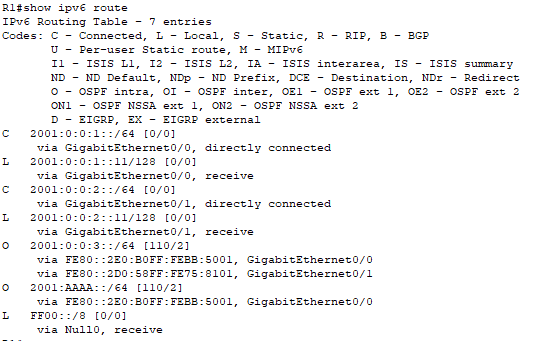 R1#show ipv6 route
IPv6 Routing Table - 7 entries
Codes: C - Connected, L - Local, S - Static, R - RIP, B - BGP
U - Per-user Static route, M - MIPv6
I1 - ISIS L1, I2 - ISIS L2, IA - ISIS interarea, IS - ISIS summary
ND - ND Default, NDp - ND Prefix, DCE - Destination, NDr - Redirect
O - OSPF intra, OI - OSPF inter, OE1 - OSPF ext 1, OE2 - OSPF ext 2
ON1 - OSPF NSSA ext 1, ON2 - OSPF NSSA ext 2
D - EIGRP, EX - EIGRP external
C 2001:0:0:1::/64 [0/0]
via GigabitEthernet0/0, directly connected
L 2001:0:0:1::11/128 [0/0]
via GigabitEthernet0/0, receive
C 2001:0:0:2::/64 [0/0]
via GigabitEthernet0/1, directly connected
L 2001:0:0:2::11/128 [0/0]
via GigabitEthernet0/1, receive
O 2001:0:0:3::/64 [110/2]
via FE80::2E0:B0FF:FEBB:5001, GigabitEthernet0/0
via FE80::2D0:58FF:FE75:8101, GigabitEthernet0/1
O 2001:AAAA::/64 [110/2]
via FE80::2E0:B0FF:FEBB:5001, GigabitEthernet0/0
L FF00::/8 [0/0]
via Null0, receive